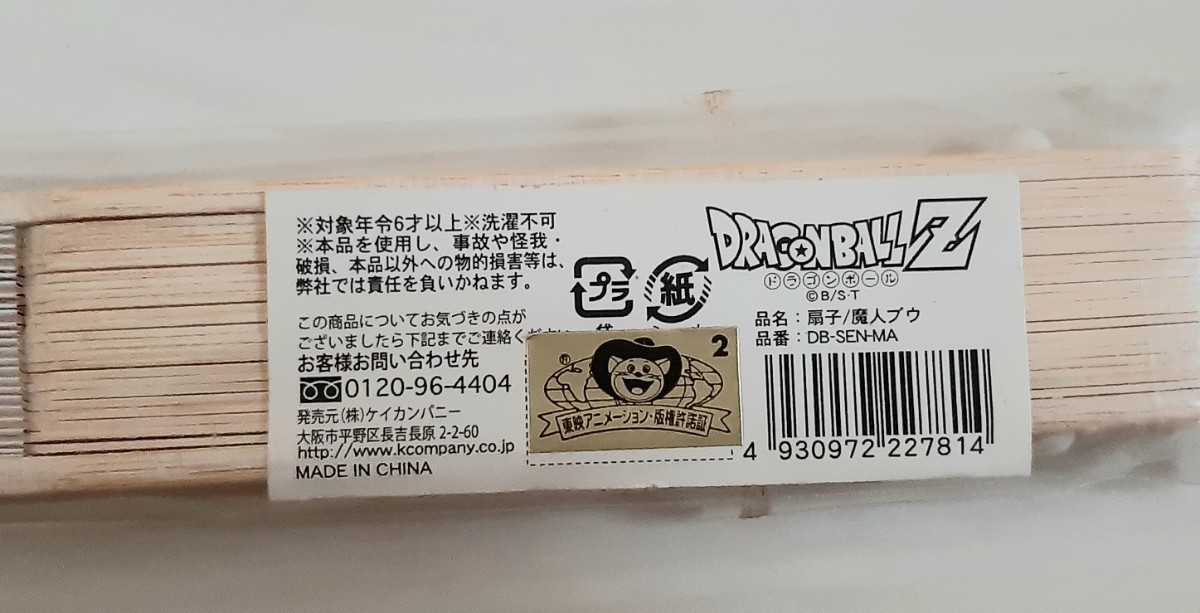 ※対象年令6才以上※洗濯不可
※本品を使用し、事故や怪我・
破損、本品以外への物的損害等は、
弊社では責任を負いかねます。
この商品についてお気づきの点が
ございましたら下記までご連絡くだ
お客様お問い合わせ先
0120-96-4404
発売元(株)ケイカンパニー
大阪市平野区長吉長原 2-2-60
http://www.kcompany.co.jp
MADE IN CHINA
プラ
紙
®
2
東映アニメーション・版権許諾証
DRAGONBALL Z
ドラゴンボール
©B/S·T
品名：扇子/魔人ブウ
品番：DB-SEN-MA
4 930972 227814